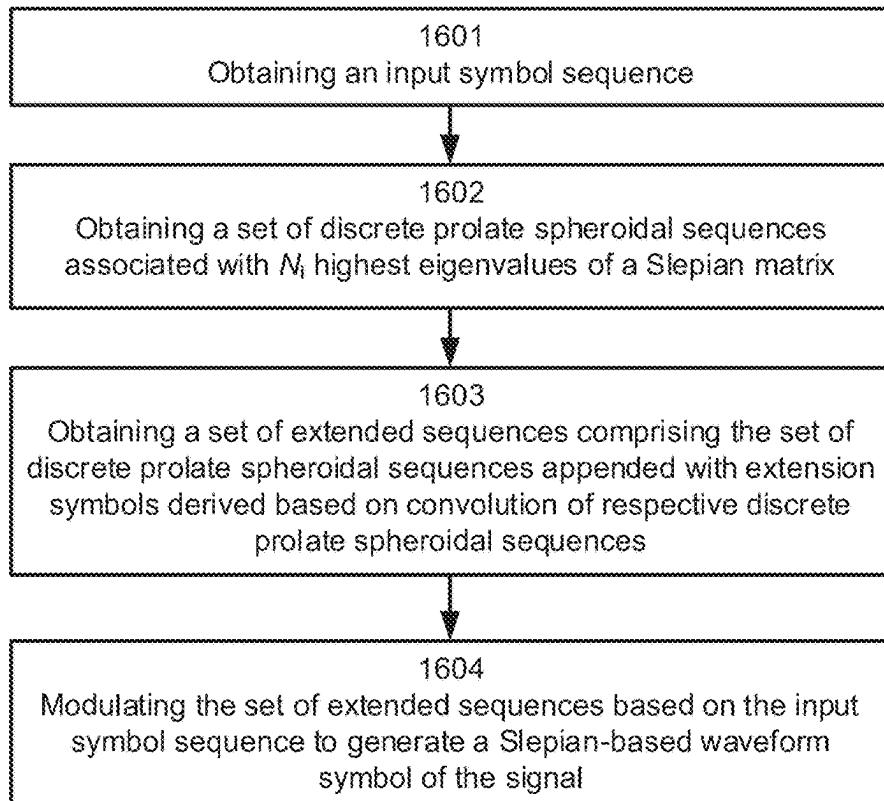 1601
Obtaining an input symbol sequence
1602
Obtaining a set of discrete prolate spheroidal sequences
associated with Ni highest eigenvalues of a Slepian matrix
1603
Obtaining a set of extended sequences comprising the set of
discrete prolate spheroidal sequences appended with extension
symbols derived based on convolution of respective discrete
prolate spheroidal sequences
1604
Modulating the set of extended sequences based on the input
symbol sequence to generate a Slepian-based waveform
symbol of the signal